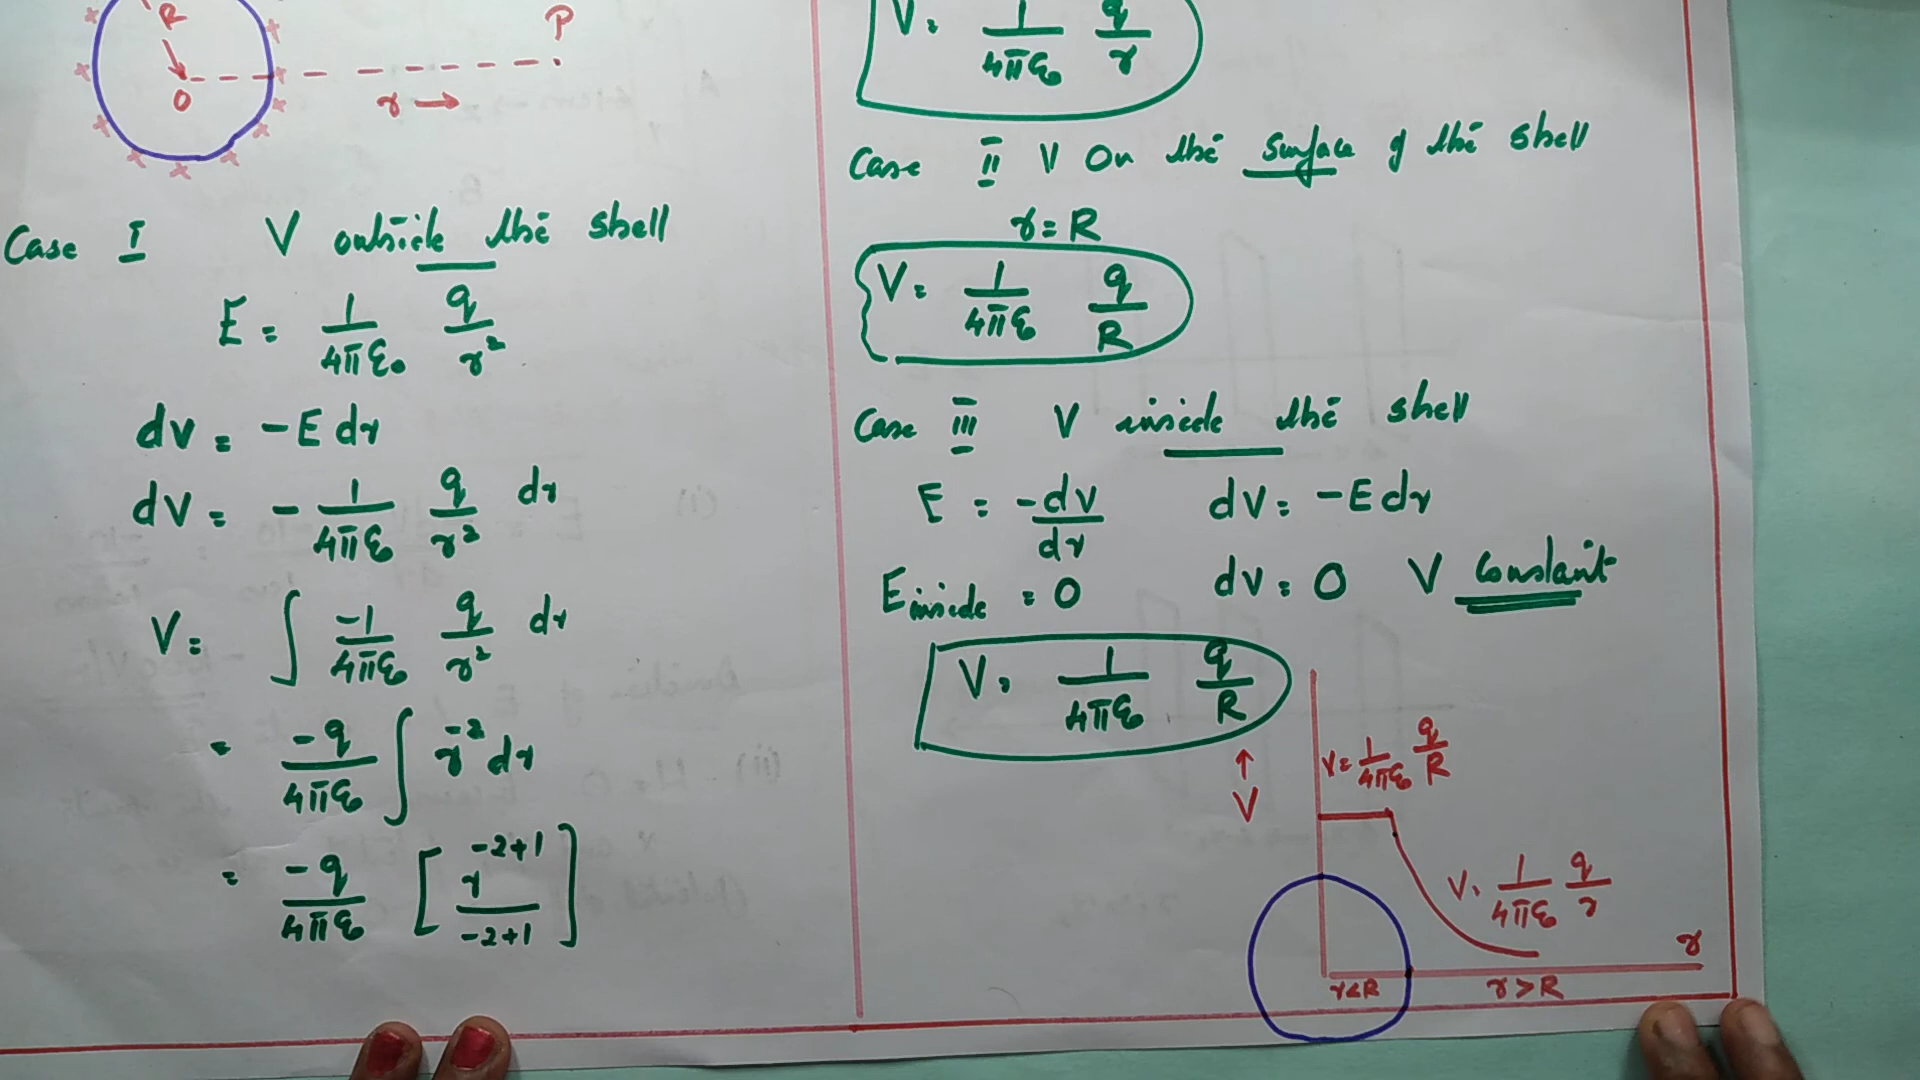 R
P
O
r →
Case I V outside the shell
E = 1/4πε₀ q/r²
dv = -E dr
dV = -1/4πε₀ q/r² dr
V = ∫ -1/4πε₀ q/r² dr
= -q/4πε₀ ∫ r⁻² dr
= -q/4πε₀ [r⁻²⁺¹/-2+1]
V = 1/4πε₀ q/r
Case II V On the surface of the shell
r = R
V = 1/4πε₀ q/R
Case III V inside the shell
E = -dV/dr dV = -E dr
E inside = 0 dV = 0 V Constant
V = 1/4πε₀ q/R
↑
V
V = 1/4πε₀ q/R
V = 1/4πε₀ q/r
r
r<R r>R